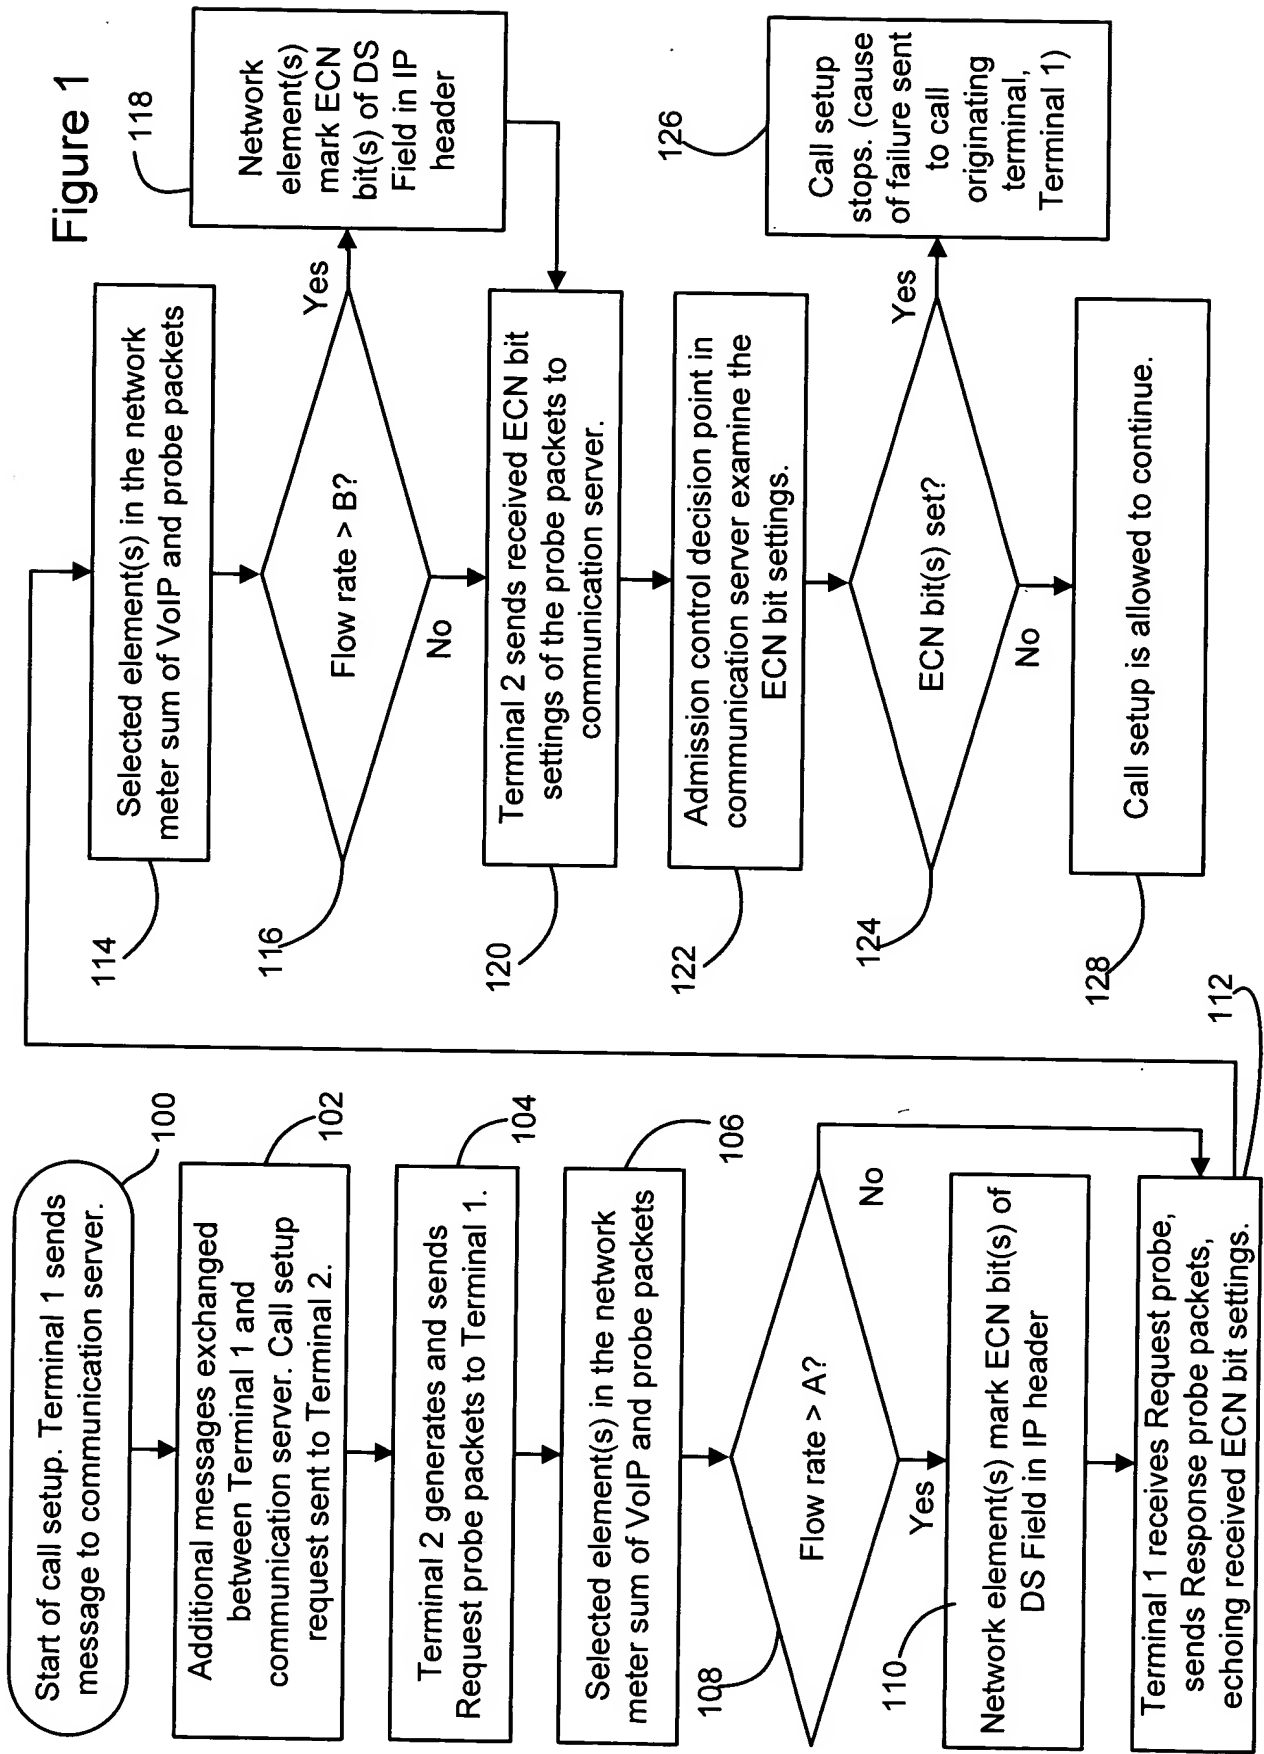 Figure 1
Start of call setup. Terminal 1 sends
message to communication server.
100
Additional messages exchanged
between Terminal 1 and
communication server. Call setup
request sent to Terminal 2.
102
Terminal 2 generates and sends
Request probe packets to Terminal 1.
104
Selected element(s) in the network
meter sum of VoIP and probe packets
106
Flow rate > A?
108
No
Yes
Network element(s) mark ECN bit(s) of
DS Field in IP header
110
Terminal 1 receives Request probe,
sends Response probe packets,
echoing received ECN bit settings.
112
Selected element(s) in the network
meter sum of VoIP and probe packets
114
Flow rate > B?
116
Yes
No
Network
element(s)
mark ECN
bit(s) of DS
Field in IP
header
118
Terminal 2 sends received ECN bit
settings of the probe packets to
communication server.
120
Admission control decision point in
communication server examine the
ECN bit settings.
122
ECN bit(s) set?
124
Yes
No
Call setup
stops. (cause
of failure sent
to call
originating
terminal,
Terminal 1)
126
Call setup is allowed to continue.
128